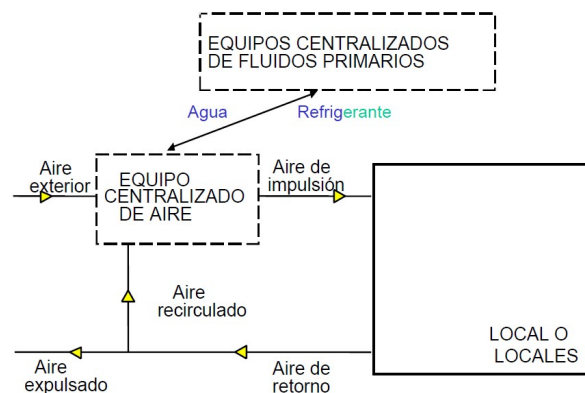 EQUIPOS CENTRALIZADOS
DE FLUIDOS PRIMARIOS
Agua
Refrigerante
Aire
exterior
EQUIPO
CENTRALIZADO
DE AIRE
Aire de
impulsión
Aire
recirculado
LOCAL O
LOCALES
Aire
expulsado
Aire de
retorno